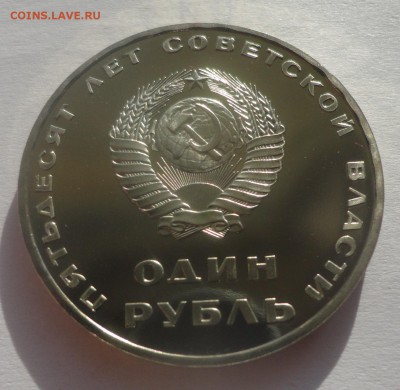 COINS.LAVE.RU
ПЯТЬДЕСЯТ ЛЕТ СОВЕТСКОЙ ВЛАСТИ
ОДИН
РУБЛЬ